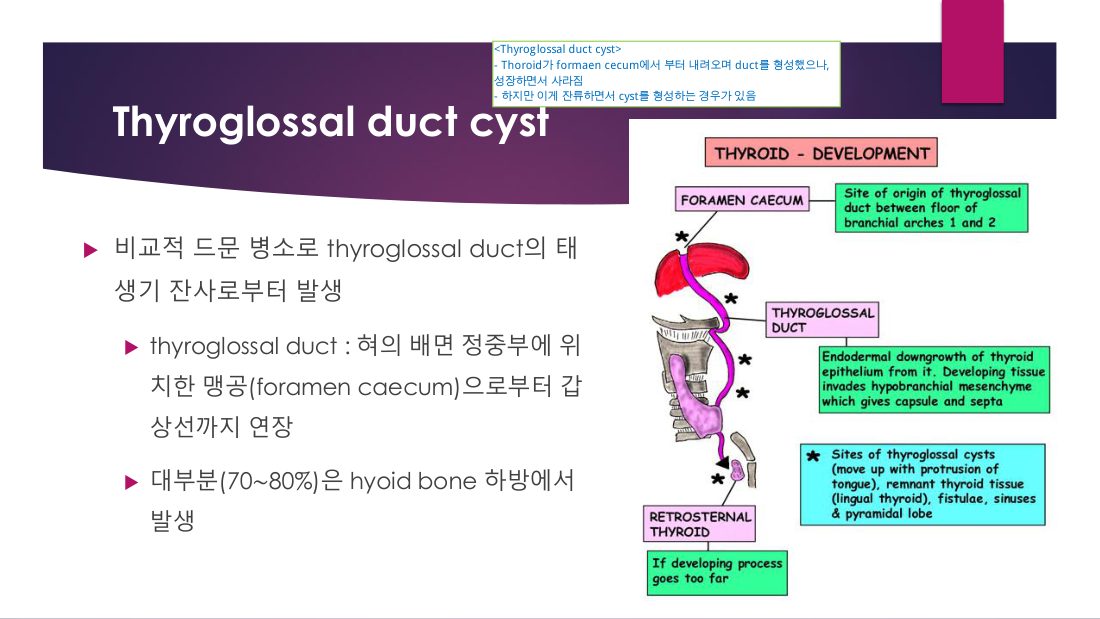 <Thyroglossal duct cyst>
- Thoroid가 formaen cecum에서 부터 내려오며 duct를 형성했으나,
성장하면서 사라짐
- 하지만 이게 잔류하면서 cyst를 형성하는 경우가 있음
Thyroglossal duct cyst
비교적 드문 병소로 thyroglossal duct의 태
생기 잔사로부터 발생
thyroglossal duct : 혀의 배면 정중부에 위
치한 맹공(foramen caecum)으로부터 갑
상선까지 연장
대부분(70~80%)은 hyoid bone 하방에서
발생
THYROID - DEVELOPMENT
FORAMEN CAECUM
Site of origin of thyroglossal
duct between floor of
branchial arches 1 and 2
THYROGLOSSAL
DUCT
Endodermal downgrowth of thyroid
epithelium from it. Developing tissue
invades hypobranchial mesenchyme
which gives capsule and septa
* Sites of thyroglossal cysts
(move up with protrusion of
tongue), remnant thyroid tissue
(lingual thyroid), fistulae, sinuses
& pyramidal lobe
RETROSTERNAL
THYROID
If developing process
goes too far